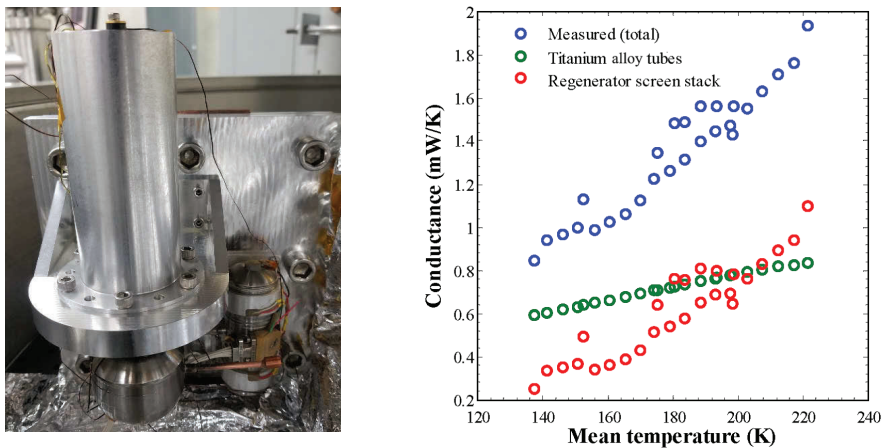 2
1.8
1.6
1.4
1.2
1
0.8
0.6
0.4
0.2
Conductance (mW/K)
Measured (total)
Titanium alloy tubes
Regenerator screen stack
120 140 160 180 200 220 240
Mean temperature (K)